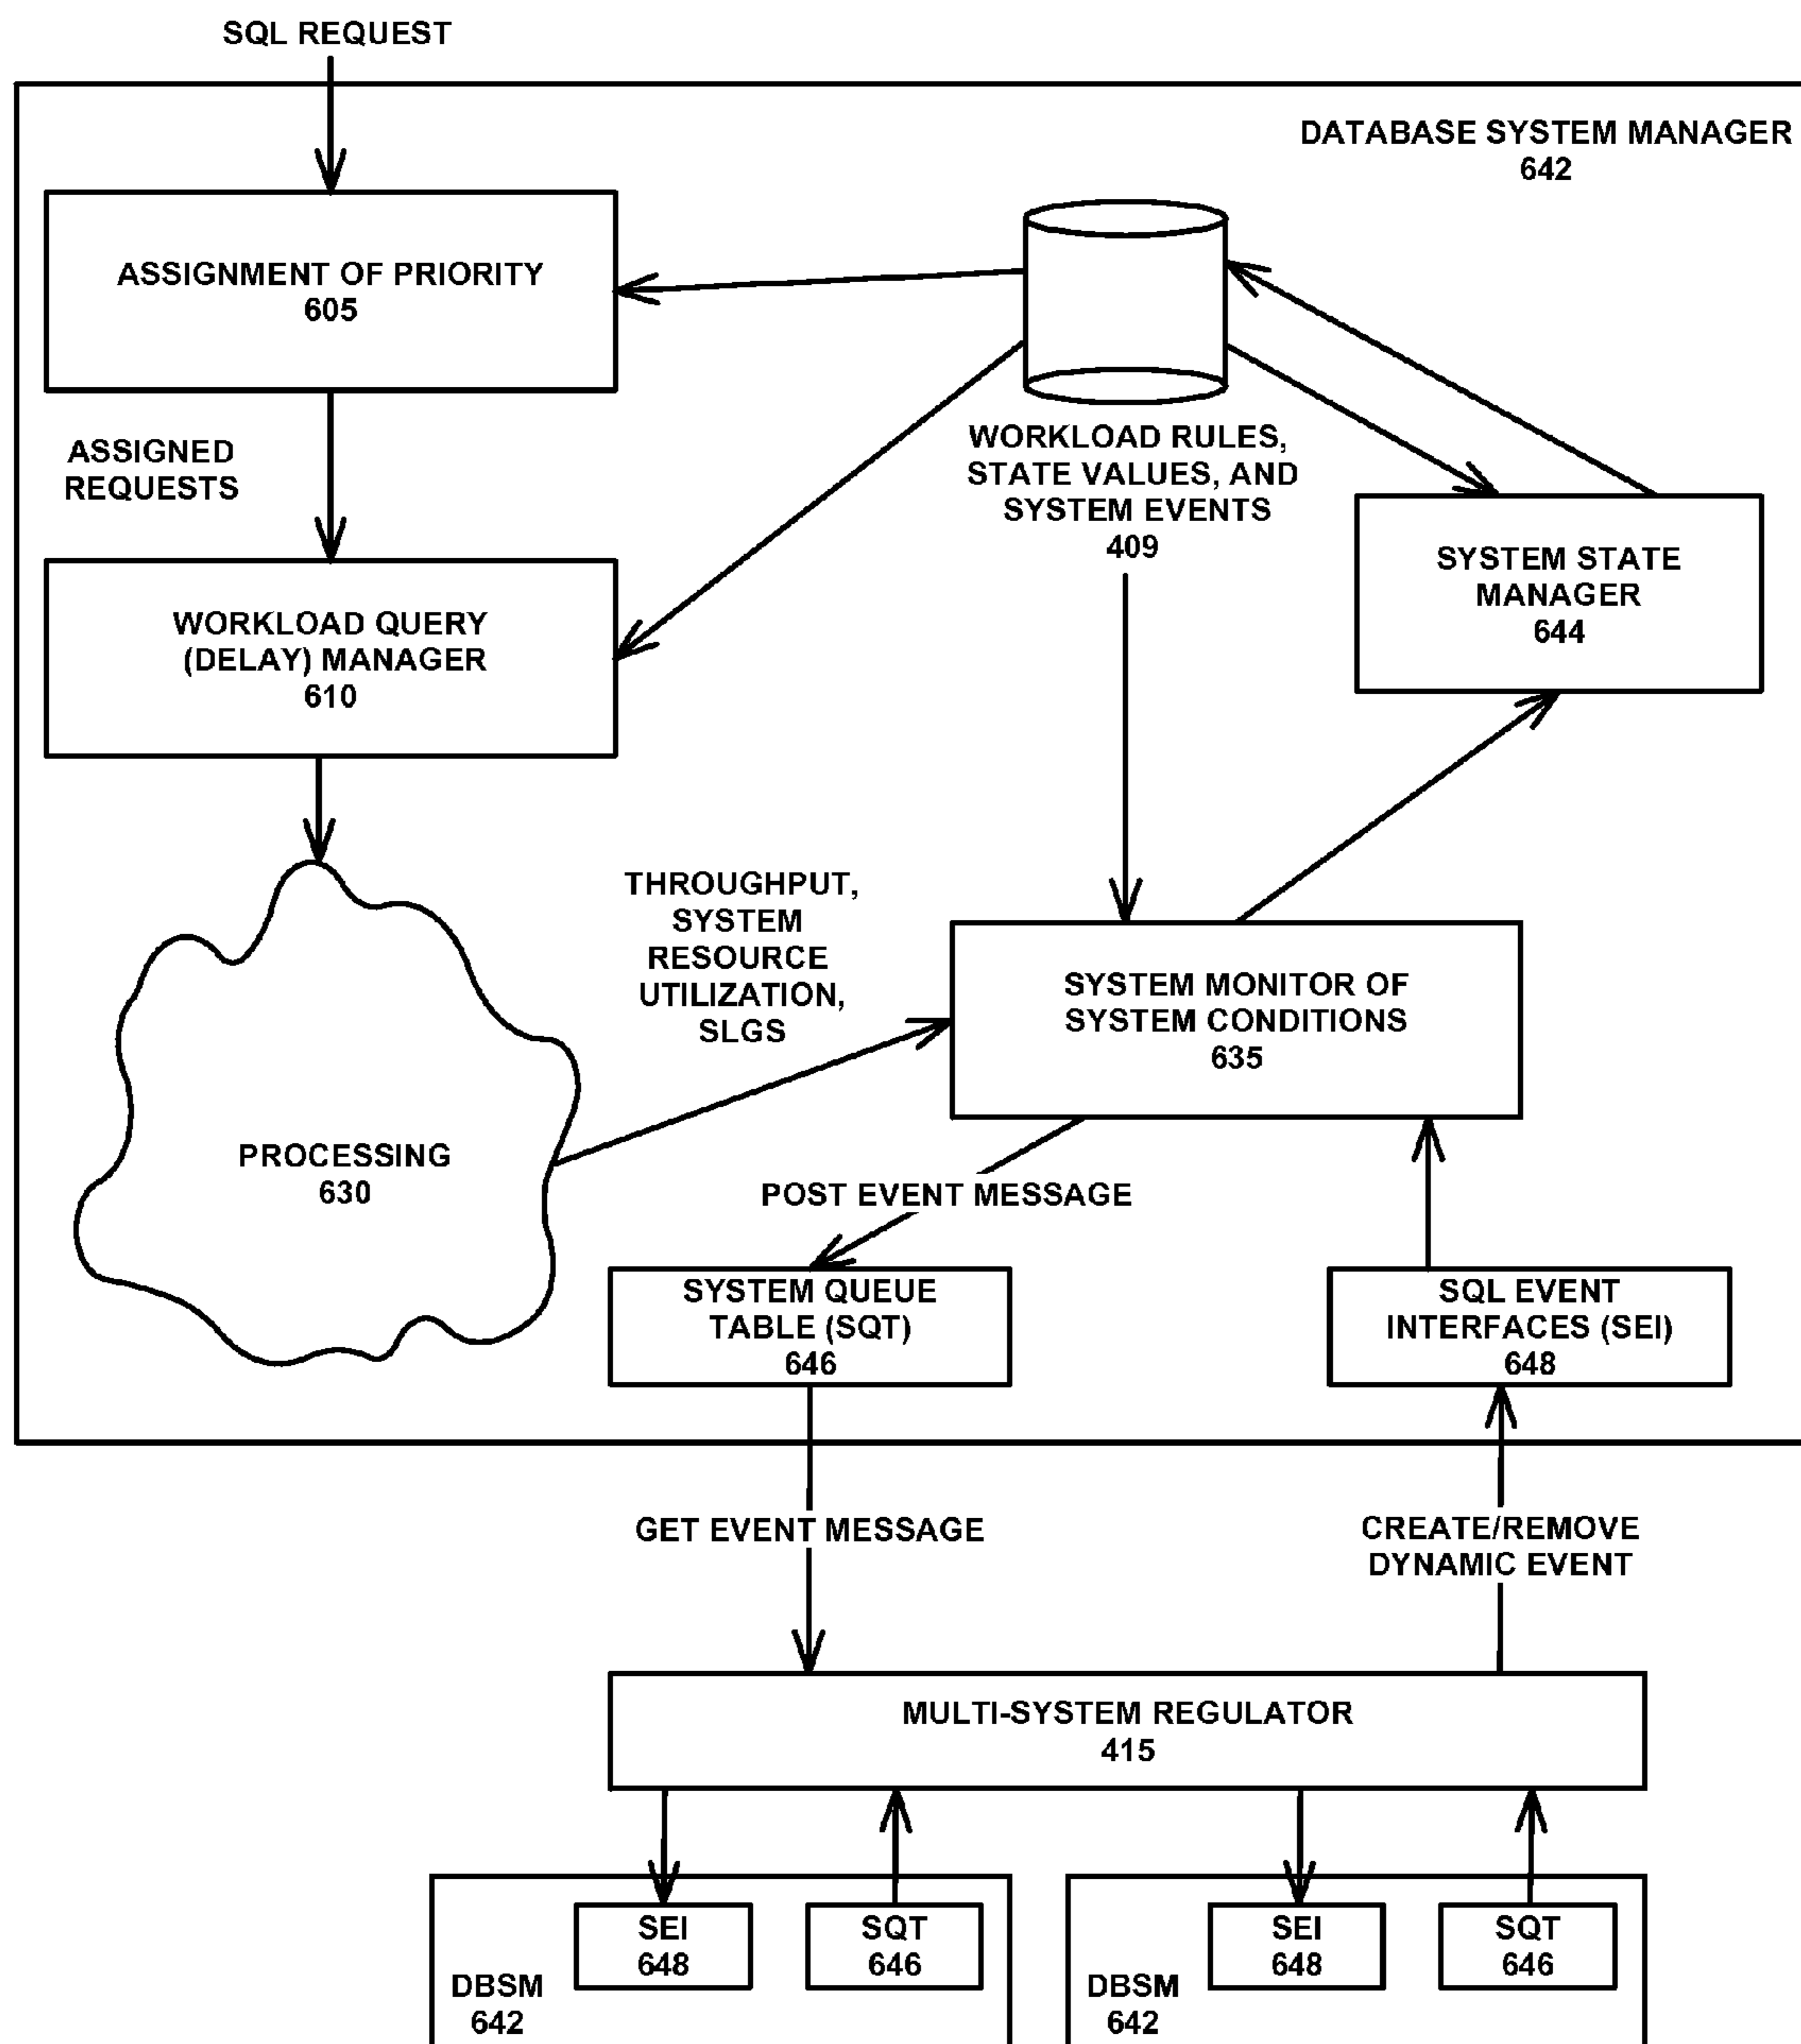 SQL REQUEST
DATABASE SYSTEM MANAGER
642
ASSIGNMENT OF PRIORITY
605
ASSIGNED
REQUESTS
WORKLOAD RULES,
STATE VALUES, AND
SYSTEM EVENTS
409
SYSTEM STATE
MANAGER
644
WORKLOAD QUERY
(DELAY) MANAGER
610
THROUGHPUT,
SYSTEM
RESOURCE
UTILIZATION,
SLGS
SYSTEM MONITOR OF
SYSTEM CONDITIONS
635
PROCESSING
630
POST EVENT MESSAGE
SYSTEM QUEUE
TABLE (SQT)
646
SQL EVENT
INTERFACES (SEI)
648
GET EVENT MESSAGE
CREATE/REMOVE
DYNAMIC EVENT
MULTI-SYSTEM REGULATOR
415
SEI
648
SQT
646
DBSM
642
SEI
648
SQT
646
DBSM
642